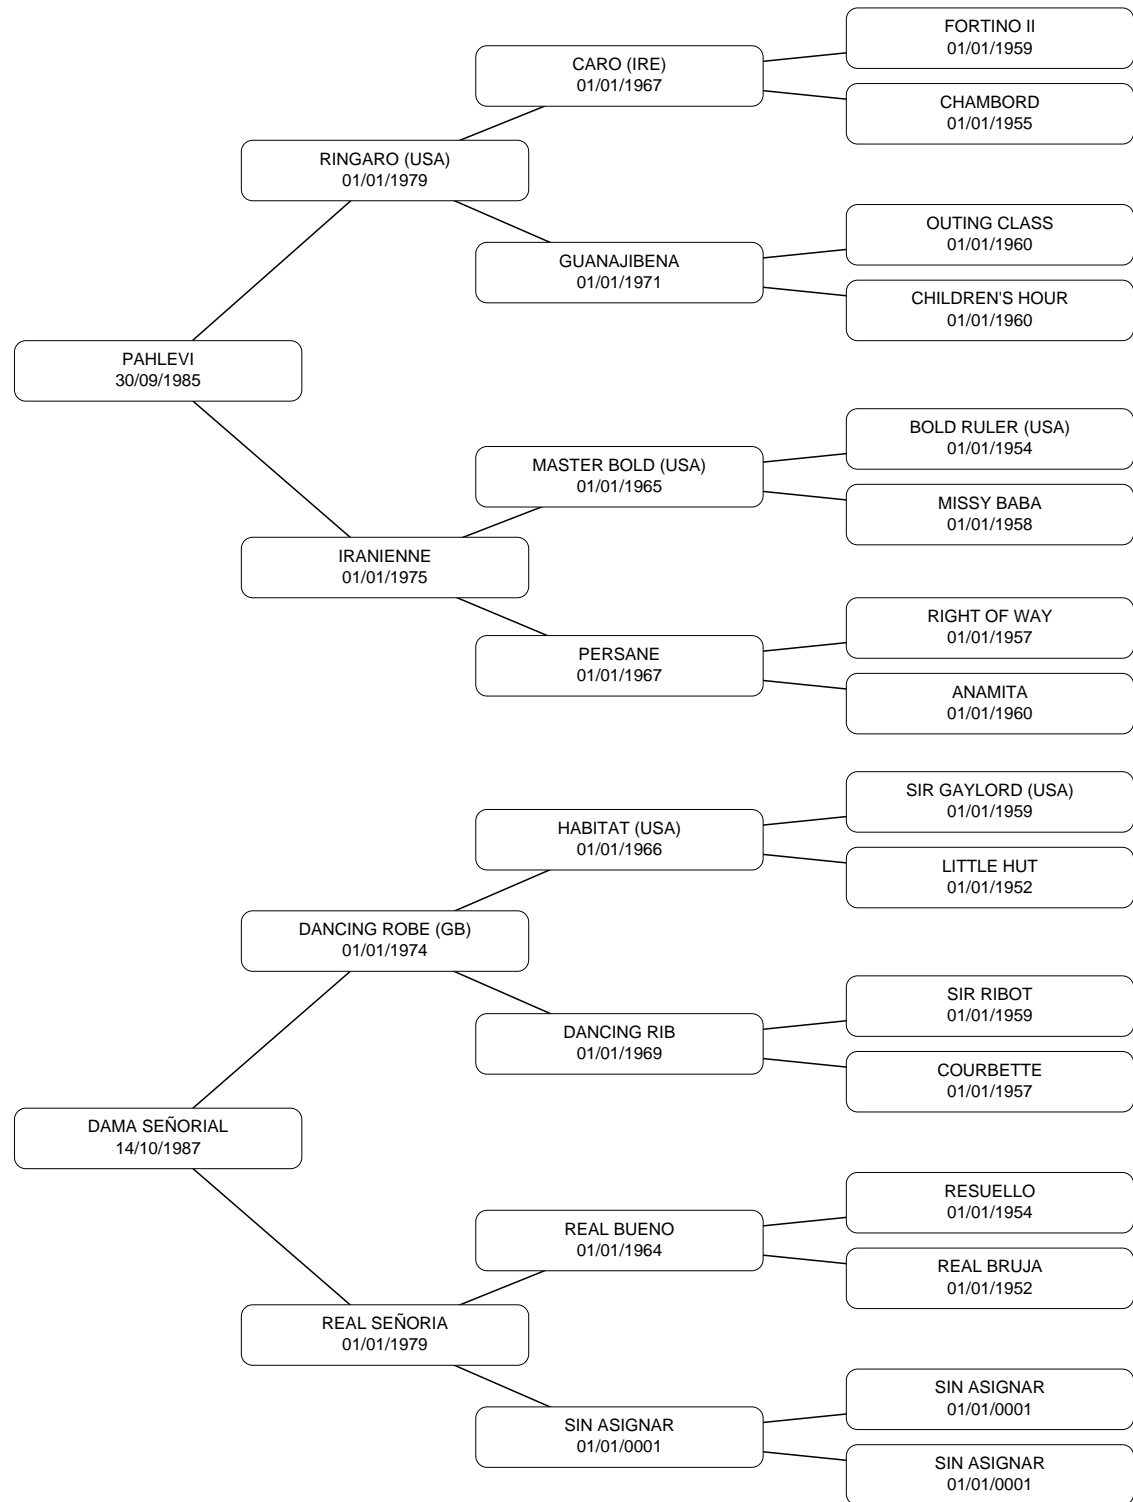 FORTINO II
01/01/1959
CARO (IRE)
01/01/1967
CHAMBORD
01/01/1955
RINGARO (USA)
01/01/1979
OUTING CLASS
01/01/1960
GUANAJIBENA
01/01/1971
CHILDREN'S HOUR
01/01/1960
PAHLEVI
30/09/1985
BOLD RULER (USA)
01/01/1954
MASTER BOLD (USA)
01/01/1965
MISSY BABA
01/01/1958
IRANIENNE
01/01/1975
RIGHT OF WAY
01/01/1957
PERSANE
01/01/1967
ANAMITA
01/01/1960
SIR GAYLORD (USA)
01/01/1959
HABITAT (USA)
01/01/1966
LITTLE HUT
01/01/1952
DANCING ROBE (GB)
01/01/1974
SIR RIBOT
01/01/1959
DANCING RIB
01/01/1969
COURBETTE
01/01/1957
DAMA SEÑORIAL
14/10/1987
RESUELLO
01/01/1954
REAL BUENO
01/01/1964
REAL BRUJA
01/01/1952
REAL SEÑORIA
01/01/1979
SIN ASIGNAR
01/01/0001
SIN ASIGNAR
01/01/0001
SIN ASIGNAR
01/01/0001